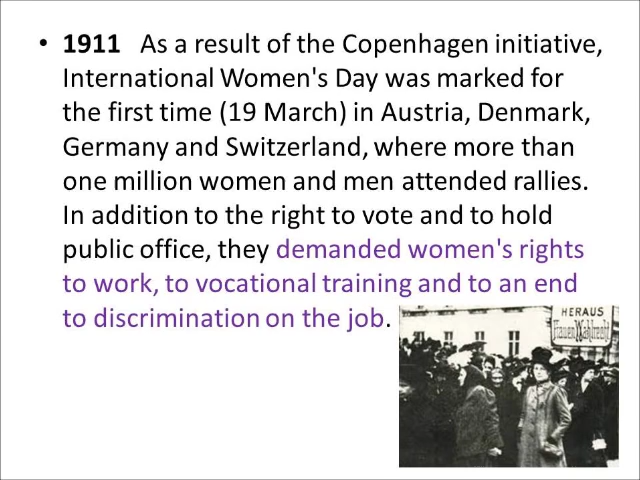 • 1911 As a result of the Copenhagen initiative,
International Women's Day was marked for
the first time (19 March) in Austria, Denmark,
Germany and Switzerland, where more than
one million women and men attended rallies.
In addition to the right to vote and to hold
public office, they demanded women's rights
to work, to vocational training and to an end
to discrimination on the job.
HERAUS
Frauen Wahlrecht